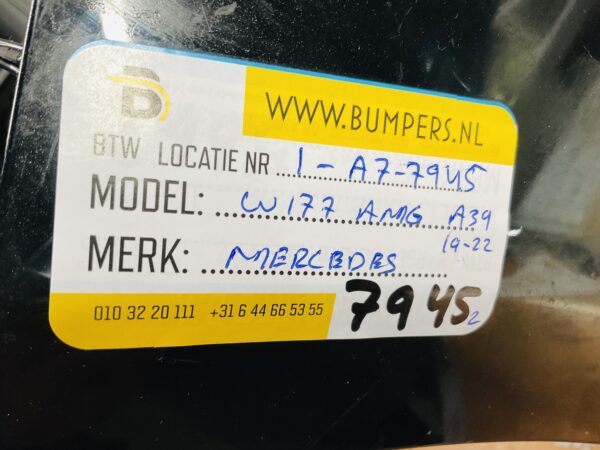 B
WWW.BUMPERS.NL
BTW LOCATIE NR 1-A7-7945
MODEL: W177 AMG A39
19-22
MERK: MERCEDES
010 32 20 111 +31 6 44 66 53 55
7945 2